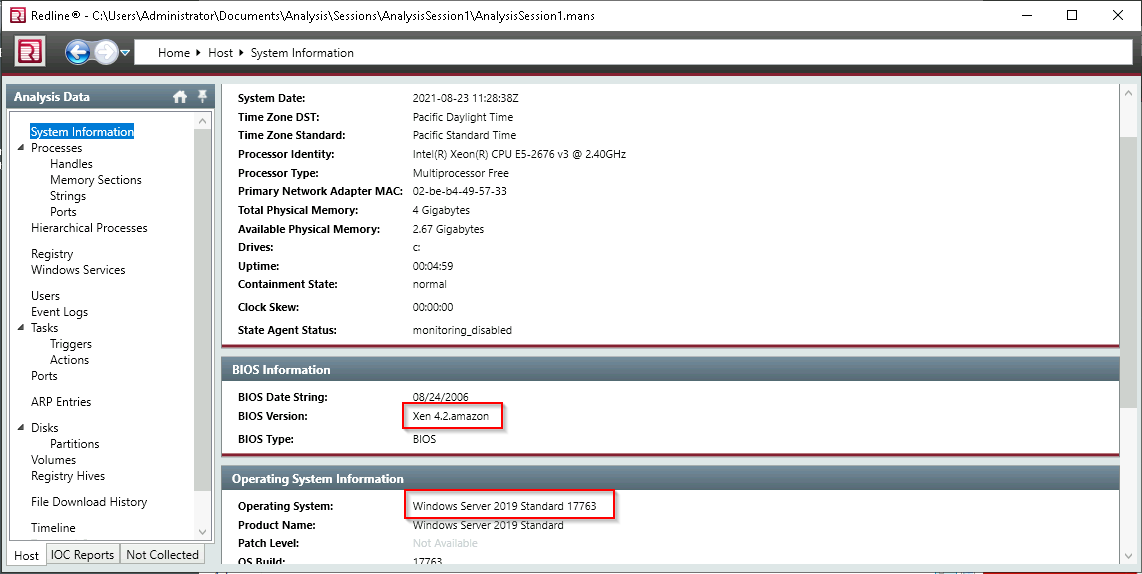 Redline® - C:\Users\Administrator\Documents\Analysis\Sessions\AnalysisSession1\AnalysisSession1.mans
Home Host System Information
Analysis Data
System Information
Processes
Handles
Memory Sections
Strings
Ports
Hierarchical Processes
Registry
Windows Services
Users
Event Logs
Tasks
Triggers
Actions
Ports
ARP Entries
Disks
Partitions
Volumes
Registry Hives
File Download History
Timeline
Host IOC Reports Not Collected
System Date: 2021-08-23 11:28:38Z
Time Zone DST: Pacific Daylight Time
Time Zone Standard: Pacific Standard Time
Processor Identity: Intel(R) Xeon(R) CPU E5-2676 v3 @ 2.40GHz
Processor Type: Multiprocessor Free
Primary Network Adapter MAC: 02-be-b4-49-57-33
Total Physical Memory: 4 Gigabytes
Available Physical Memory: 2.67 Gigabytes
Drives: c:
Uptime: 00:04:59
Containment State: normal
Clock Skew: 00:00:00
State Agent Status: monitoring_disabled
BIOS Information
BIOS Date String: 08/24/2006
BIOS Version: Xen 4.2.amazon
BIOS Type: BIOS
Operating System Information
Operating System: Windows Server 2019 Standard 17763
Product Name: Windows Server 2019 Standard
Patch Level: Not Available
OS Build: 17763